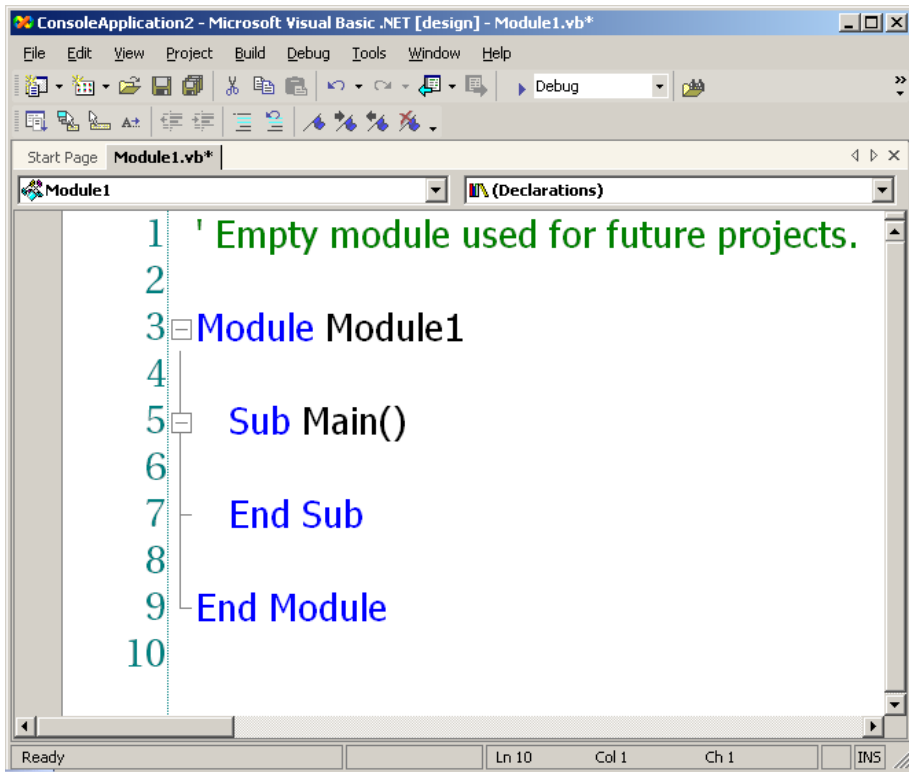 ConsoleApplication2 - Microsoft Visual Basic .NET [design] - Module1.vb*
File Edit View Project Build Debug Tools Window Help
Debug
Start Page Module1.vb*
Module1 (Declarations)
1 ' Empty module used for future projects.
2
3 Module Module1
4
5 Sub Main()
6
7 End Sub
8
9 End Module
10
Ready Ln 10 Col 1 Ch 1 INS